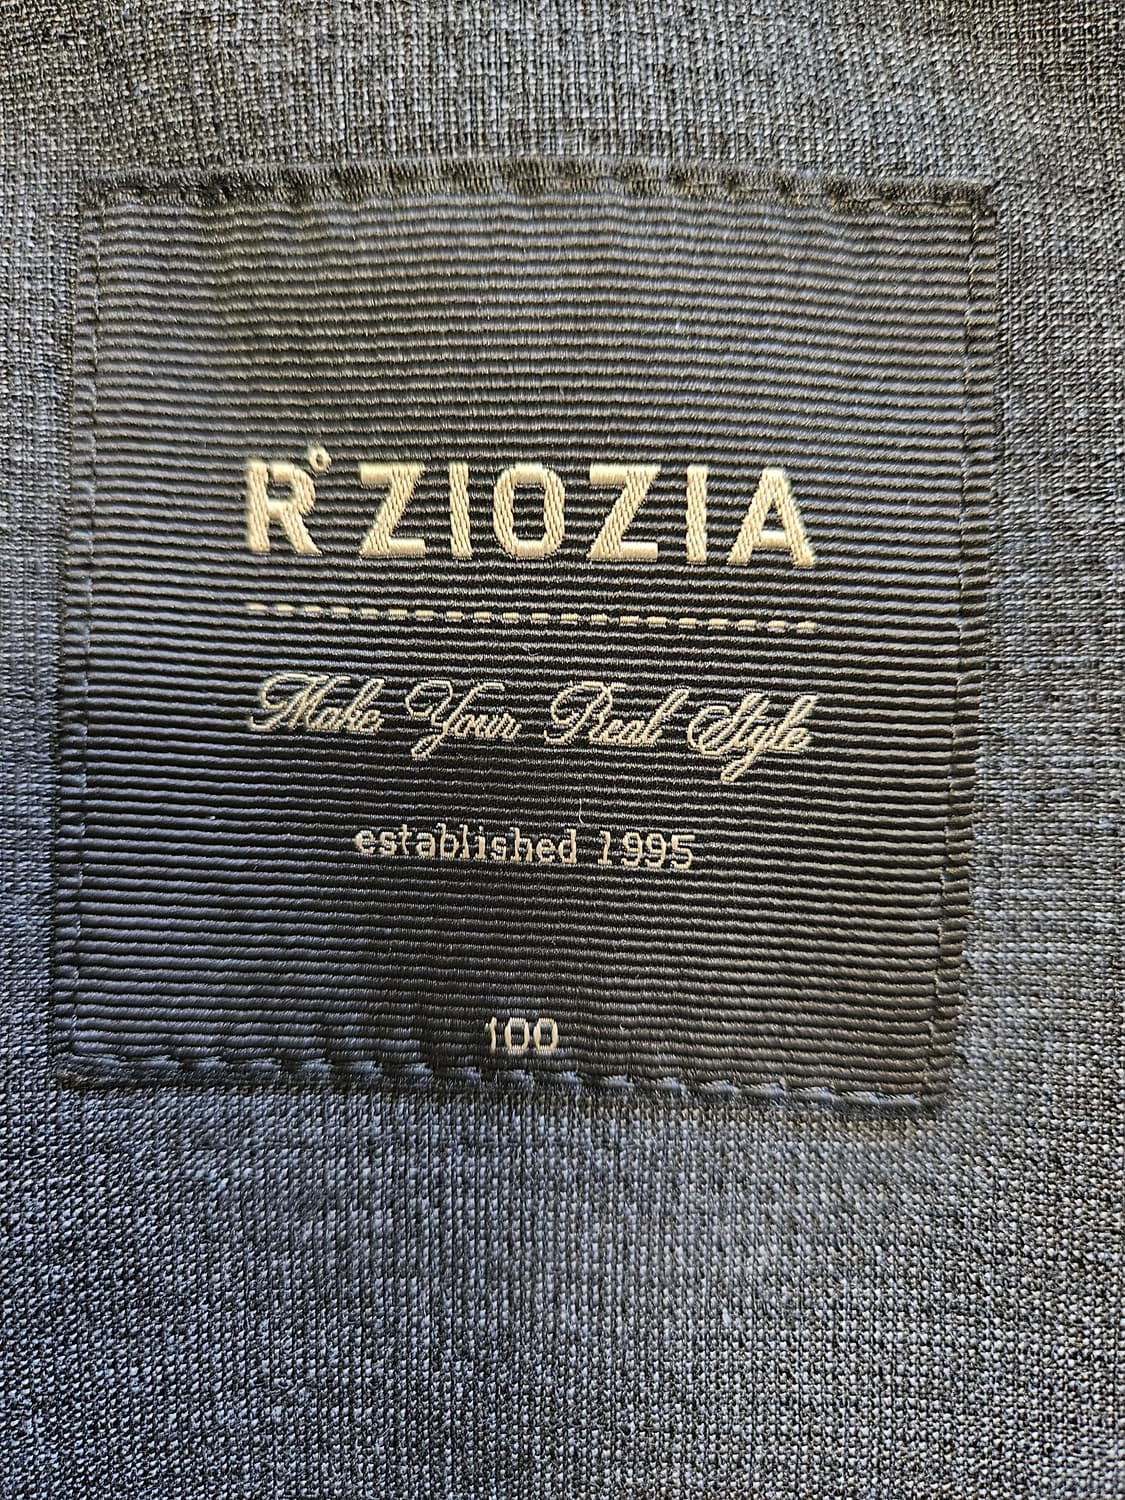 R° ZIOZIA
Make Your Real Style
established 1995
100